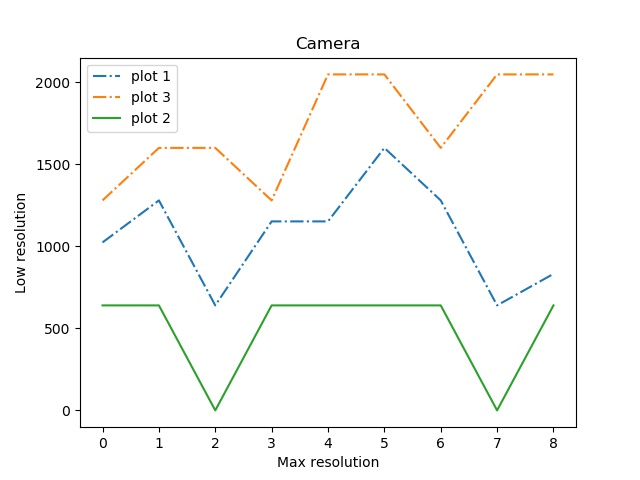 Camera
plot 1
plot 3
plot 2
2000
1500
1000
500
0
Low resolution
0 1 2 3 4 5 6 7 8
Max resolution